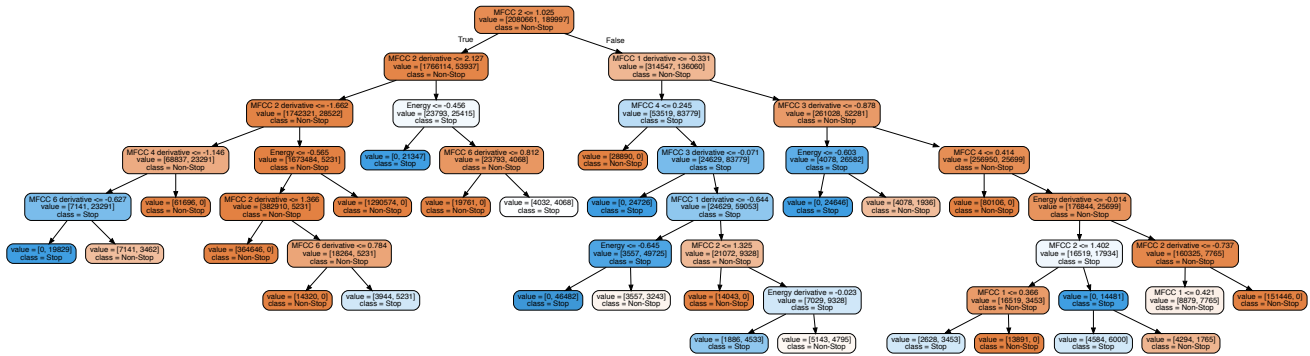 MFCC 2 <= 1.025
value = [2080661, 189997]
class = Non-Stop
True
False
MFCC 2 derivative <= 2.127
value = [1766114, 53937]
class = Non-Stop
MFCC 1 derivative <= -0.331
value = [314547, 136060]
class = Non-Stop
MFCC 2 derivative <= -1.662
value = [1742321, 28522]
class = Non-Stop
Energy <= -0.456
value = [23793, 25415]
class = Stop
MFCC 4 <= 0.245
value = [53519, 83779]
class = Stop
MFCC 3 derivative <= -0.878
value = [261028, 52281]
class = Non-Stop
MFCC 4 derivative <= -1.146
value = [68837, 23291]
class = Non-Stop
Energy <= -0.565
value = [1673484, 5231]
class = Non-Stop
value = [0, 21347]
class = Stop
MFCC 6 derivative <= 0.812
value = [23793, 4068]
class = Non-Stop
value = [28890, 0]
class = Non-Stop
MFCC 3 derivative <= -0.071
value = [24629, 83779]
class = Stop
Energy <= -0.603
value = [4078, 26582]
class = Stop
MFCC 4 <= 0.414
value = [256950, 25699]
class = Non-Stop
MFCC 6 derivative <= -0.627
value = [7141, 23291]
class = Stop
value = [61696, 0]
class = Non-Stop
MFCC 2 derivative <= 1.366
value = [382910, 5231]
class = Non-Stop
value = [1290574, 0]
class = Non-Stop
value = [19761, 0]
class = Non-Stop
value = [4032, 4068]
class = Stop
value = [0, 24726]
class = Stop
MFCC 1 derivative <= -0.644
value = [24629, 59053]
class = Stop
value = [0, 24646]
class = Stop
value = [4078, 1936]
class = Non-Stop
value = [80106, 0]
class = Non-Stop
Energy derivative <= -0.014
value = [176844, 25699]
class = Non-Stop
value = [0, 19829]
class = Stop
value = [7141, 3462]
class = Non-Stop
value = [364646, 0]
class = Non-Stop
MFCC 6 derivative <= 0.784
value = [18264, 5231]
class = Non-Stop
Energy <= -0.645
value = [3557, 49725]
class = Stop
MFCC 2 <= 1.325
value = [21072, 9328]
class = Non-Stop
MFCC 2 <= 1.402
value = [16519, 17934]
class = Stop
MFCC 2 derivative <= -0.737
value = [160325, 7765]
class = Non-Stop
value = [14320, 0]
class = Non-Stop
value = [3944, 5231]
class = Stop
value = [0, 46482]
class = Stop
value = [3557, 3243]
class = Non-Stop
value = [14043, 0]
class = Non-Stop
Energy derivative <= -0.023
value = [7029, 9328]
class = Stop
MFCC 1 <= 0.366
value = [16519, 3453]
class = Non-Stop
value = [0, 14481]
class = Stop
MFCC 1 <= 0.421
value = [8879, 7765]
class = Non-Stop
value = [151446, 0]
class = Non-Stop
value = [1886, 4533]
class = Stop
value = [5143, 4795]
class = Non-Stop
value = [2628, 3453]
class = Stop
value = [13891, 0]
class = Non-Stop
value = [4584, 6000]
class = Stop
value = [4294, 1765]
class = Non-Stop